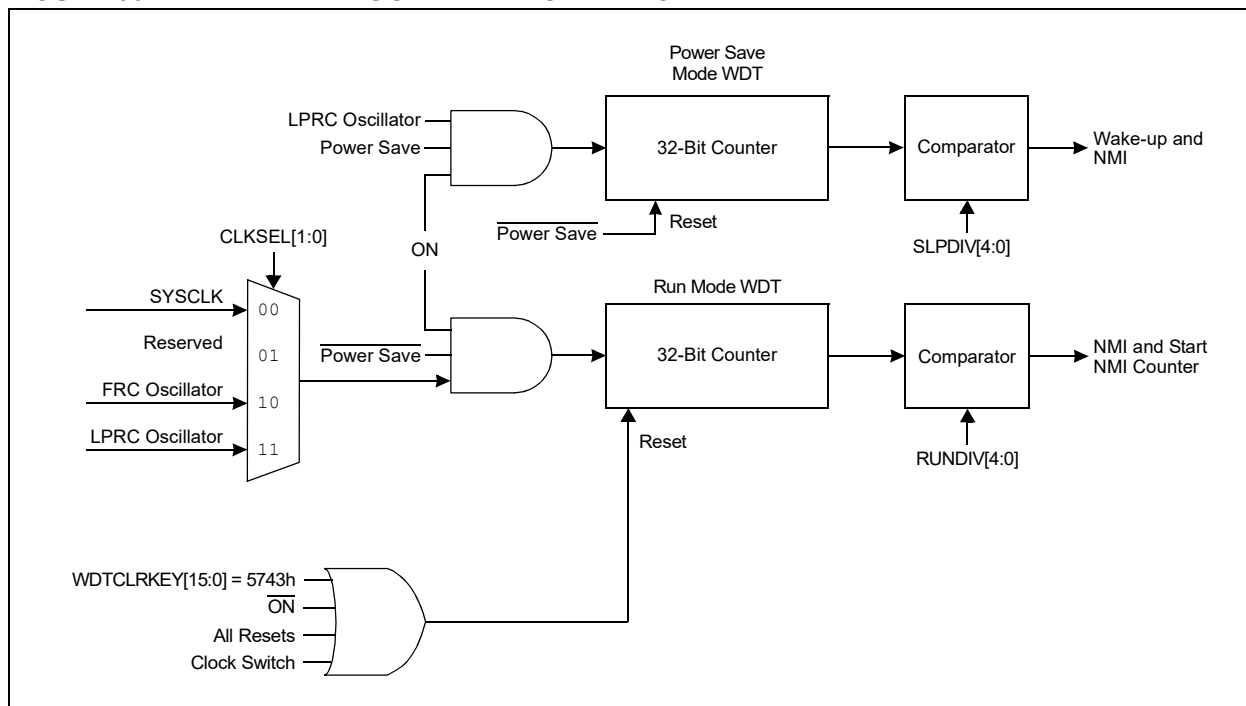 Power Save
Mode WDT
LPRC Oscillator
Power Save
32-Bit Counter
Comparator
Wake-up and
NMI
Power Save
Reset
SLPDIV[4:0]
CLKSEL[1:0]
ON
Run Mode WDT
SYSCLK
00
Reserved
01
Power Save
32-Bit Counter
Comparator
NMI and Start
NMI Counter
FRC Oscillator
10
LPRC Oscillator
11
Reset
RUNDIV[4:0]
WDTCLRKEY[15:0] = 5743h
ON
All Resets
Clock Switch